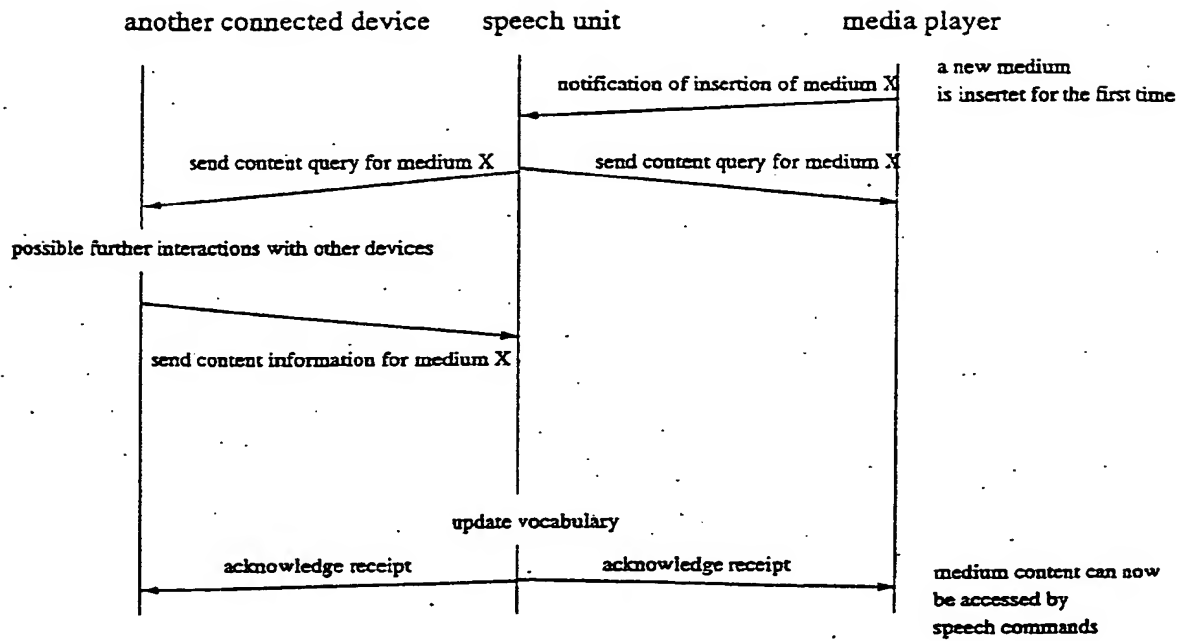 another connected device speech unit media player
a new medium
is insertet for the first time
notification of insertion of medium X
send content query for medium X send content query for medium X
possible further interactions with other devices
send content information for medium X
update vocabulary
acknowledge receipt acknowledge receipt
medium content can now
be accessed by
speech commands